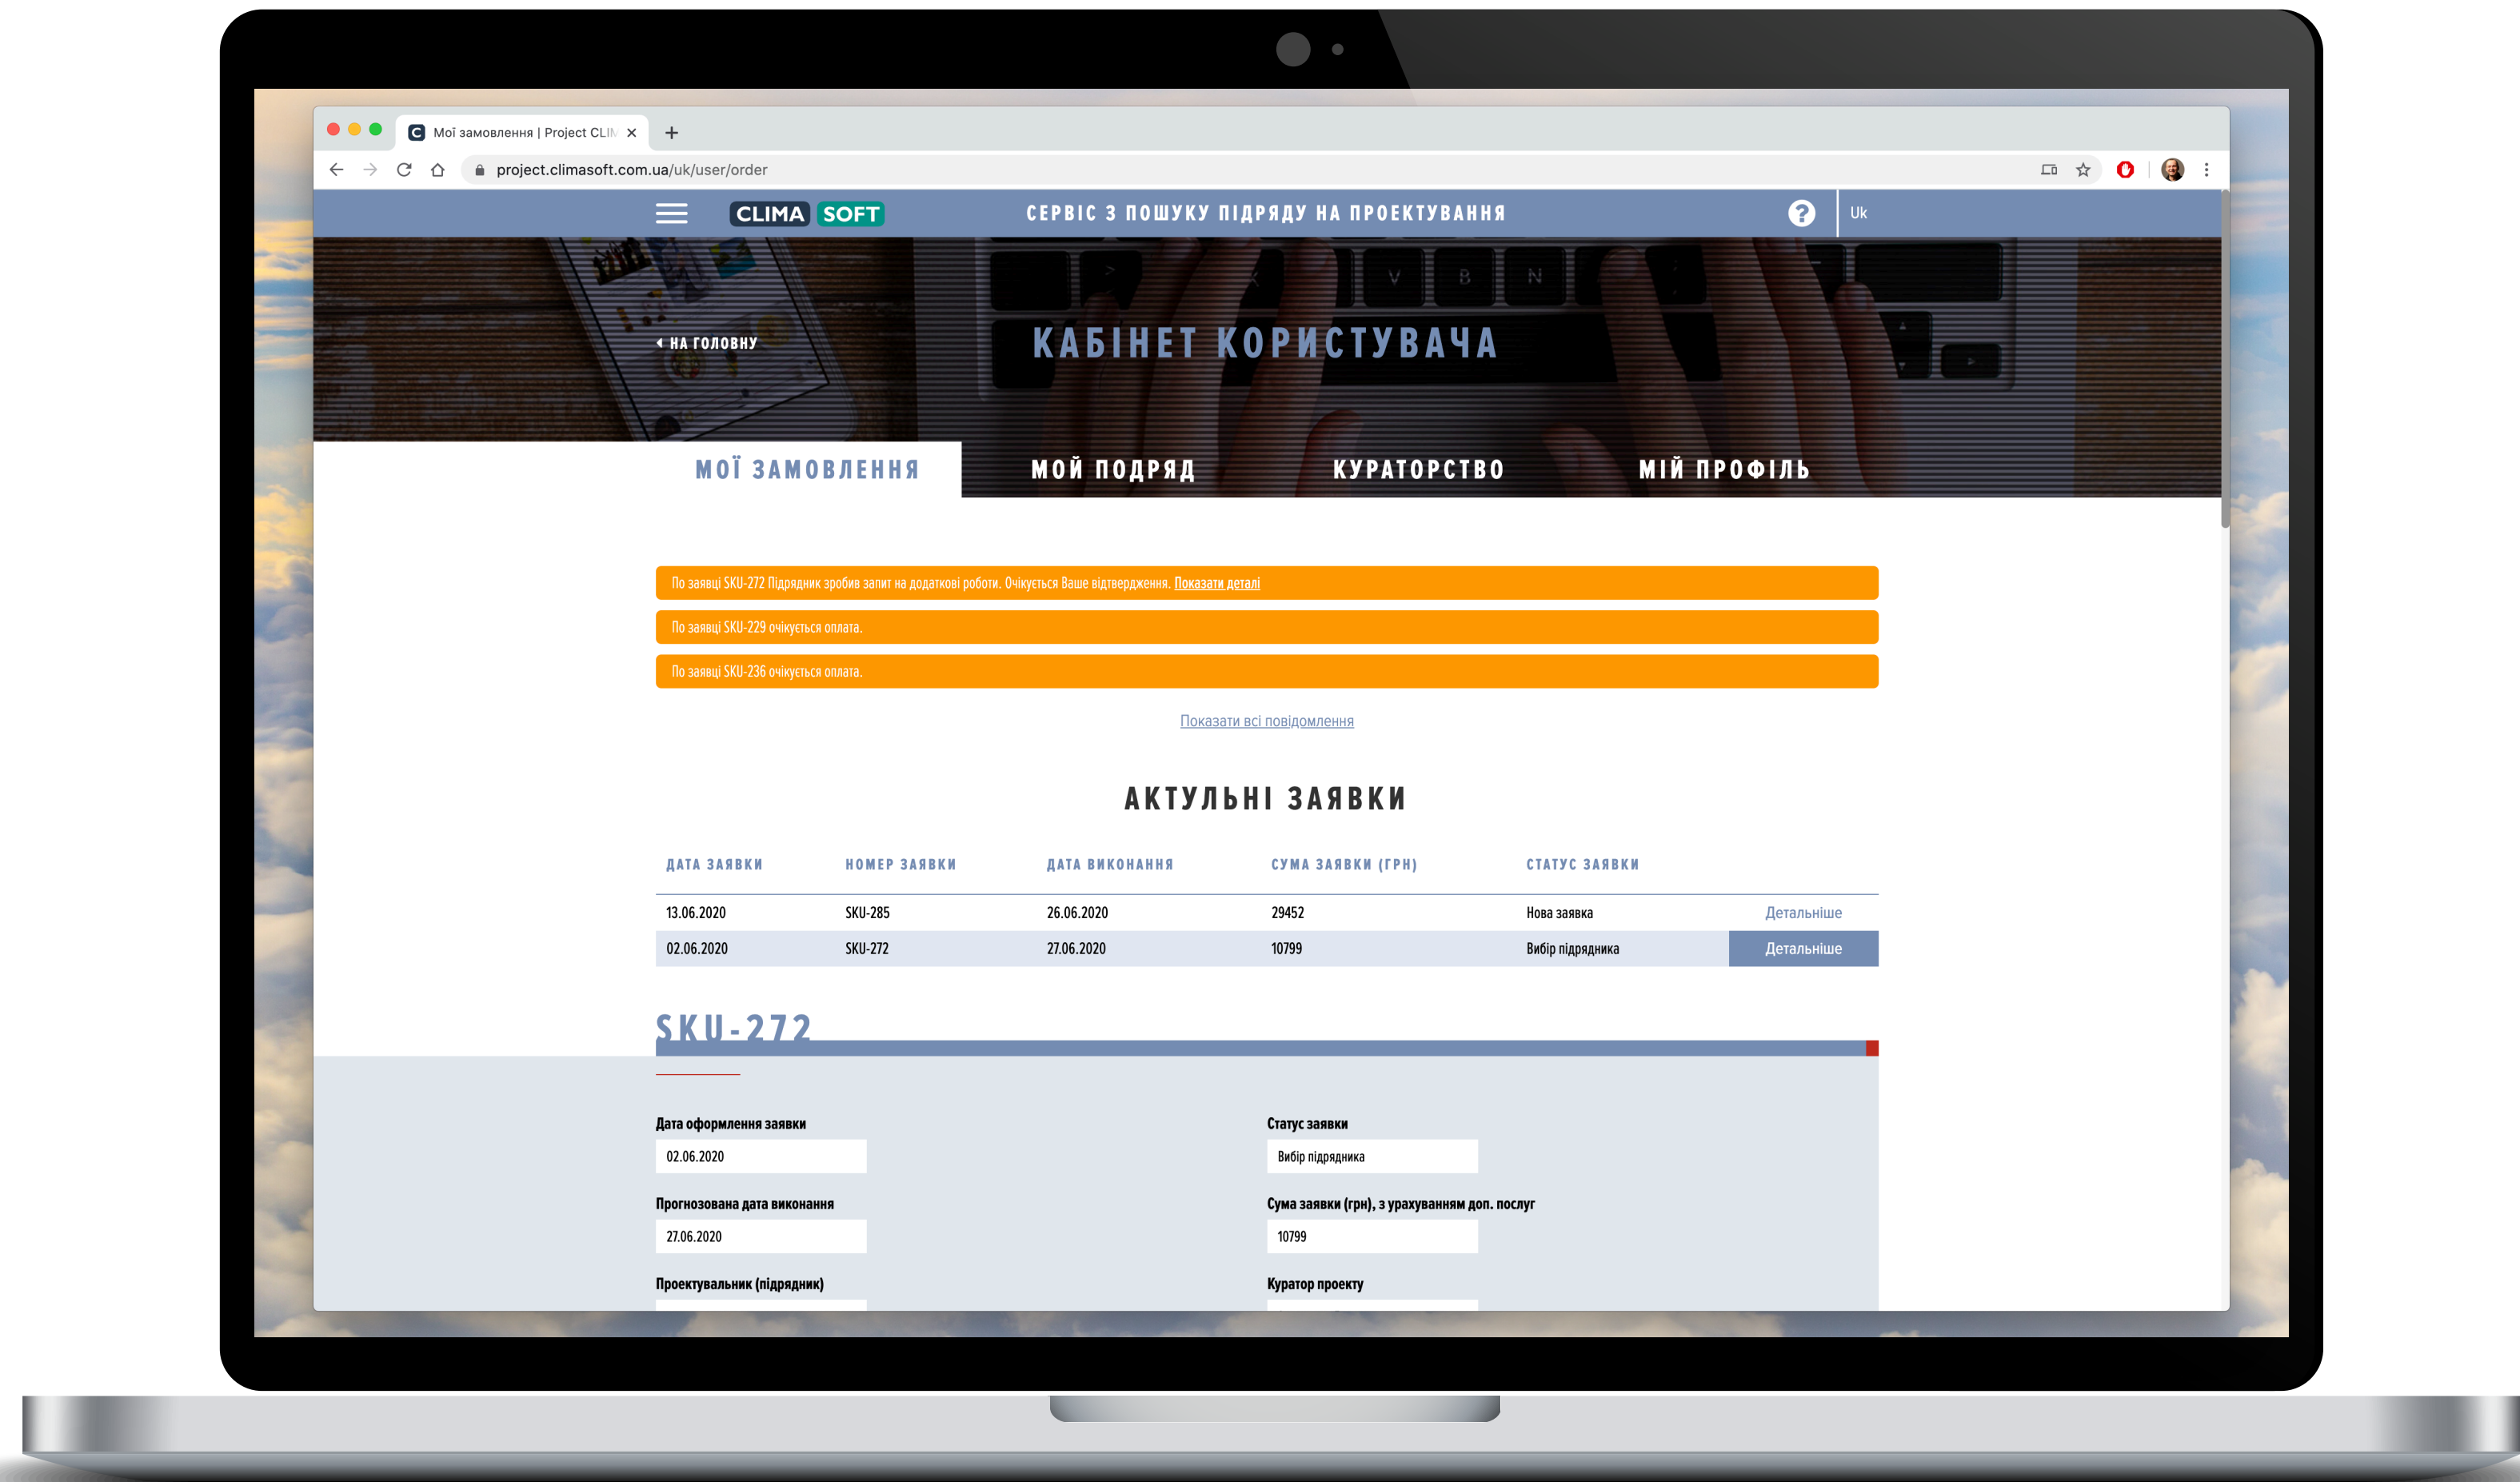 Мої замовлення | Project CLIM
project.climasoft.com.ua/uk/user/order
CLIMA SOFT
СЕРВІС З ПОШУКУ ПІДРЯДУ НА ПРОЕКТУВАННЯ
Uk
V B N
НА ГОЛОВНУ
КАБІНЕТ КОРИСТУВАЧА
МОЇ ЗАМОВЛЕННЯ
МОЙ ПОДРЯД
КУРАТОРСТВО
МІЙ ПРОФІЛЬ
По заявці SKU-272 Підрядник зробив запит на додаткові роботи. Очікується Ваше відтвердження. Показати деталі
По заявці SKU-229 очікується оплата.
По заявці SKU-236 очікується оплата.
Показати всі повідомлення
АКТУЛЬНІ ЗАЯВКИ
ДАТА ЗАЯВКИ НОМЕР ЗАЯВКИ ДАТА ВИКОНАННЯ СУМА ЗАЯВКИ (ГРН) СТАТУС ЗАЯВКИ
13.06.2020 SKU-285 26.06.2020 29452 Нова заявка Детальніше
02.06.2020 SKU-272 27.06.2020 10799 Вибір підрядника Детальніше
SKU-272
Дата оформлення заявки
02.06.2020
Статус заявки
Вибір підрядника
Прогнозована дата виконання
27.06.2020
Сума заявки (грн), з урахуванням доп. послуг
10799
Проектувальник (підрядник)
Куратор проекту